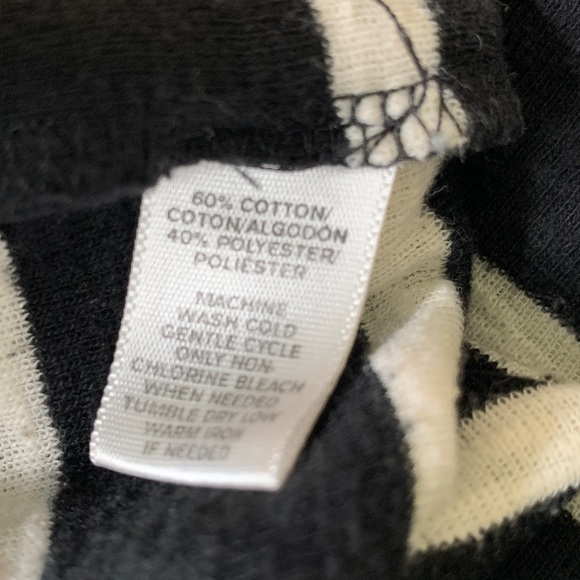 60% COTTON/
COTON/ALGODÓN
40% POLYESTER/
POLIESTER
MACHINE
WASH COLD
GENTLE CYCLE
ONLY NON-
CHLORINE BLEACH
WHEN NEEDED
TUMBLE DRY LOW
WARM IRON
IF NEEDED